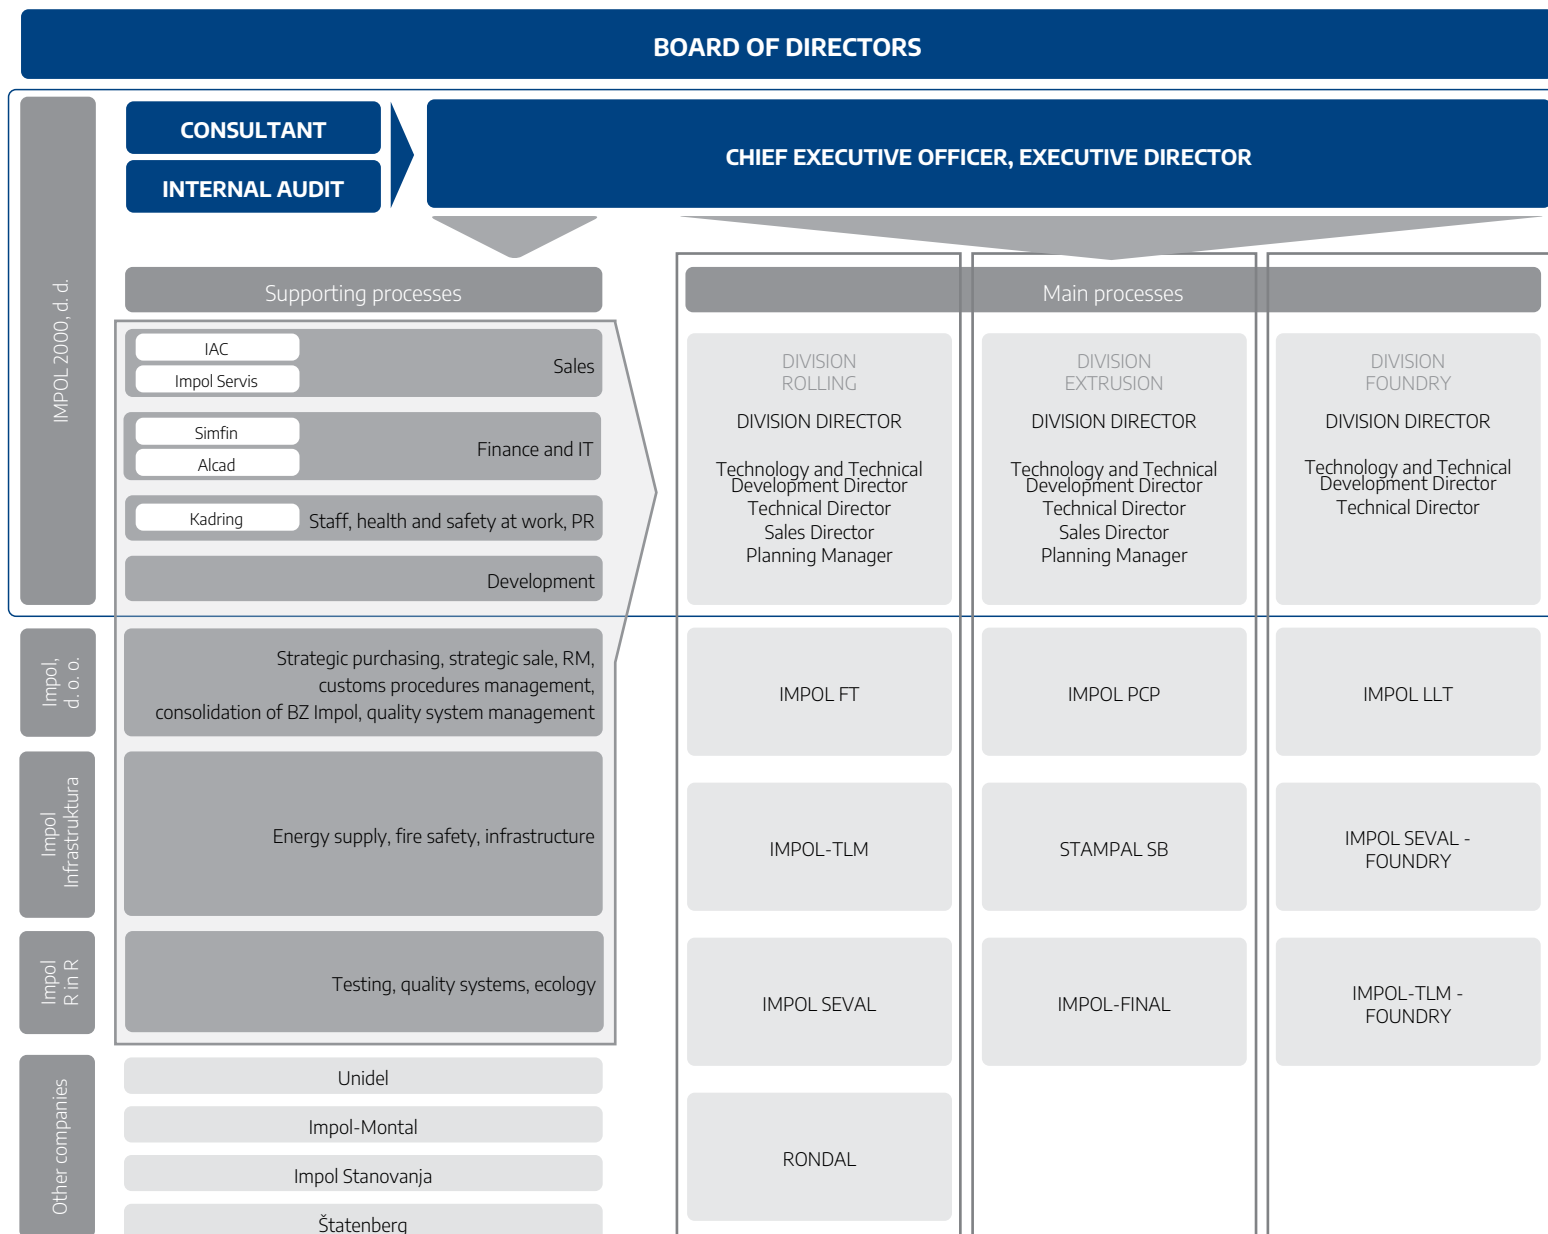 BOARD OF DIRECTORS
IMPOL 2000, d. d.
CONSULTANT
INTERNAL AUDIT
CHIEF EXECUTIVE OFFICER, EXECUTIVE DIRECTOR
Supporting processes
IAC
Impol Servis
Sales
Simfin
Alcad
Finance and IT
Kadring
Staff, health and safety at work, PR
Development
Main processes
DIVISION
ROLLING
DIVISION DIRECTOR
Technology and Technical
Development Director
Technical Director
Sales Director
Planning Manager
DIVISION
EXTRUSION
DIVISION DIRECTOR
Technology and Technical
Development Director
Technical Director
Sales Director
Planning Manager
DIVISION
FOUNDRY
DIVISION DIRECTOR
Technology and Technical
Development Director
Technical Director
Impol,
d. o. o.
Strategic purchasing, strategic sale, RM,
customs procedures management,
consolidation of BZ Impol, quality system management
IMPOL FT
IMPOL PCP
IMPOL LLT
Impol
Infrastruktura
Energy supply, fire safety, infrastructure
IMPOL-TLM
STAMPAL SB
IMPOL SEVAL -
FOUNDRY
Impol
R in R
Testing, quality systems, ecology
IMPOL SEVAL
IMPOL-FINAL
IMPOL-TLM -
FOUNDRY
Other companies
Unidel
Impol-Montal
Impol Stanovanja
Štatenberg
RONDAL